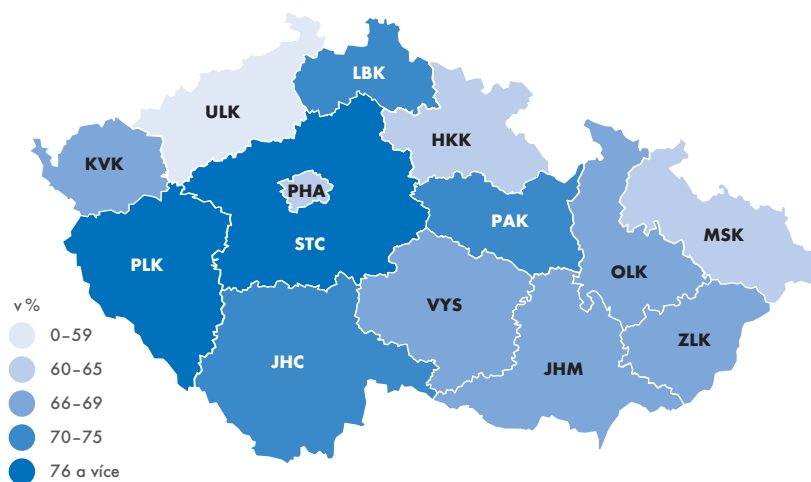 LBK
ULK
HKK
KVK
PHA
PAK
MSK
STC
PLK
OLK
VYS
ZLK
JHC
JHM
v %
0–59
60–65
66–69
70–75
76 a více